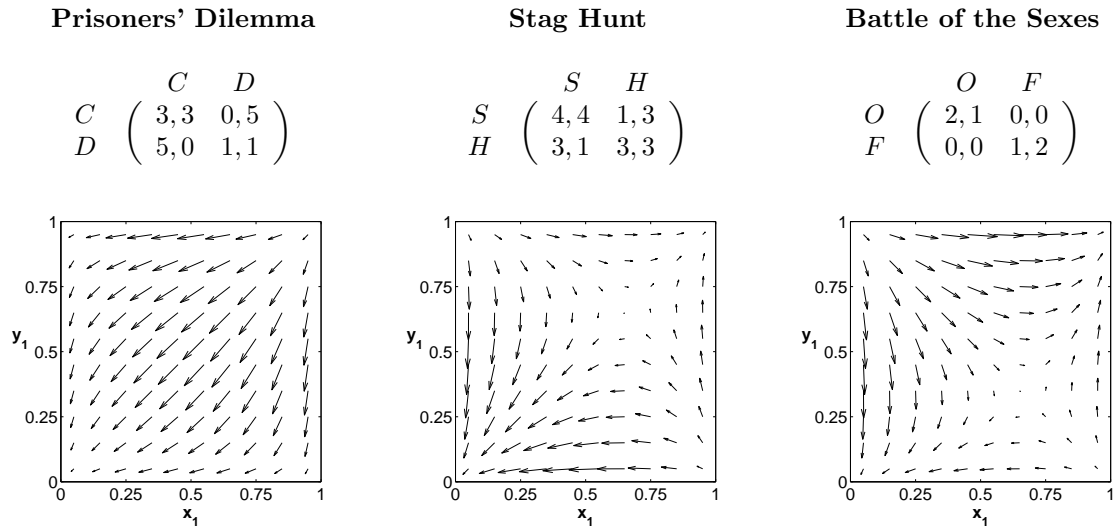 Prisoners' Dilemma
C D
C ( 3, 3 0, 5 )
D ( 5, 0 1, 1 )
1
0.75
y1 0.5
0.25
0
0 0.25 0.5 0.75 1
x1
Stag Hunt
S H
S ( 4, 4 1, 3 )
H ( 3, 1 3, 3 )
1
0.75
y1 0.5
0.25
0
0 0.25 0.5 0.75 1
x1
Battle of the Sexes
O F
O ( 2, 1 0, 0 )
F ( 0, 0 1, 2 )
1
0.75
y1 0.5
0.25
0
0 0.25 0.5 0.75 1
x1